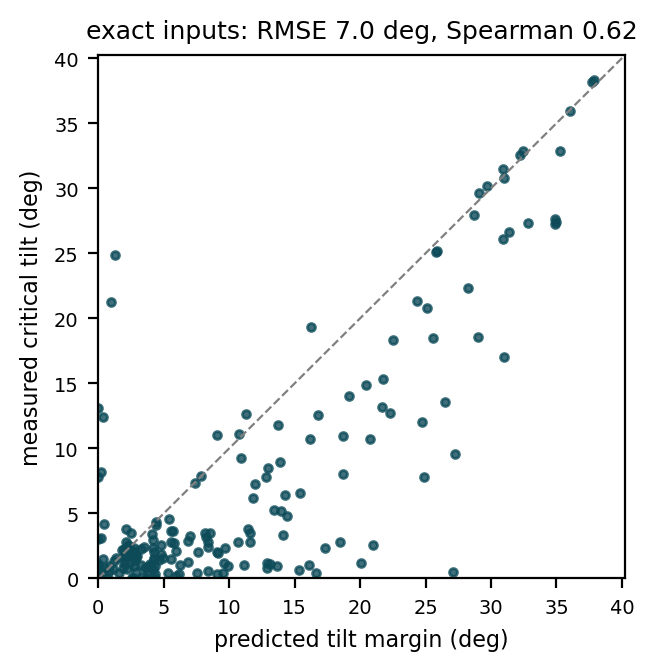 exact inputs: RMSE 7.0 deg, Spearman 0.62
measured critical tilt (deg)
40
35
30
25
20
15
10
5
0
0 5 10 15 20 25 30 35 40
predicted tilt margin (deg)